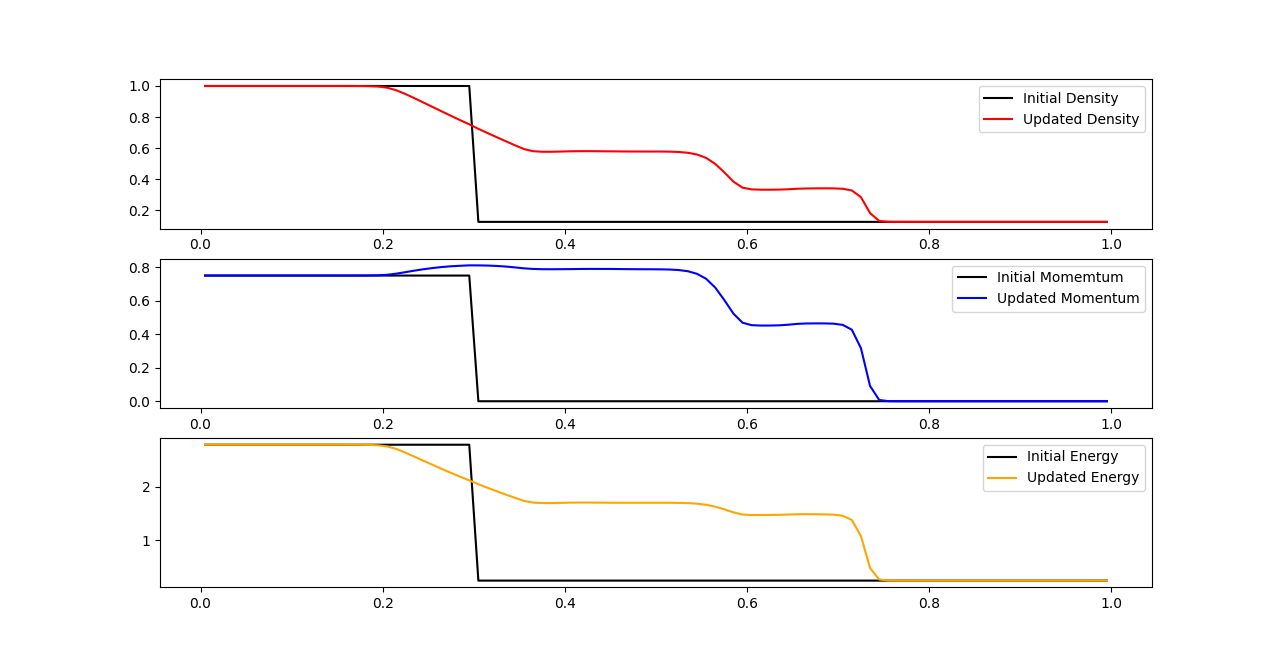 1.0
0.8
0.6
0.4
0.2
Initial Density
Updated Density
0.0 0.2 0.4 0.6 0.8 1.0
0.8
0.6
0.4
0.2
0.0
Initial Momemtum
Updated Momentum
0.0 0.2 0.4 0.6 0.8 1.0
2
1
Initial Energy
Updated Energy
0.0 0.2 0.4 0.6 0.8 1.0